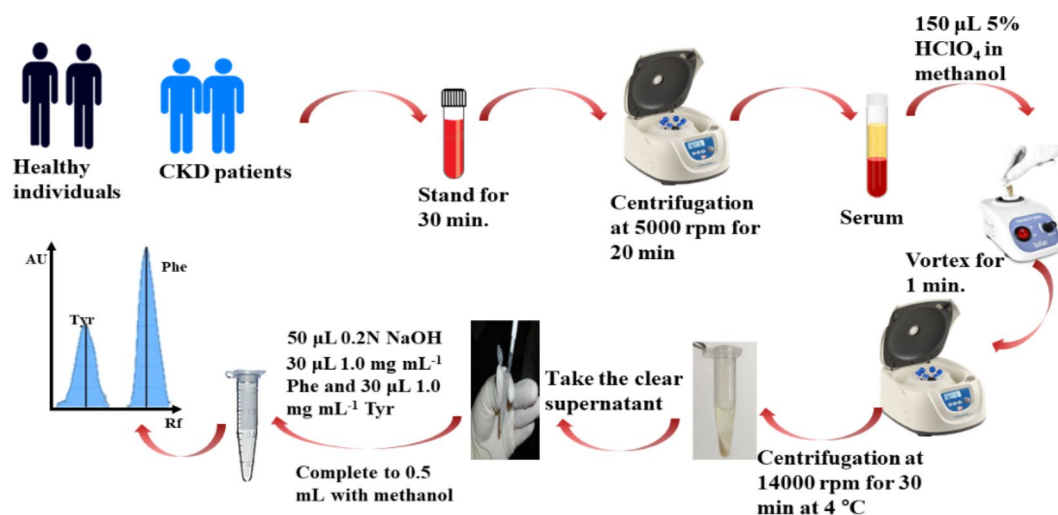 Healthy
individuals
CKD patients
Stand for
30 min.
Centrifugation
at 5000 rpm for
20 min
Serum
150 µL 5%
HClO₄ in
methanol
Vortex for
1 min.
Centrifugation at
14000 rpm for 30
min at 4 °C
Take the clear
supernatant
50 µL 0.2N NaOH
30 µL 1.0 mg mL⁻¹
Phe and 30 µL 1.0
mg mL⁻¹ Tyr
Complete to 0.5
mL with methanol
AU
Phe
Tyr
Rf